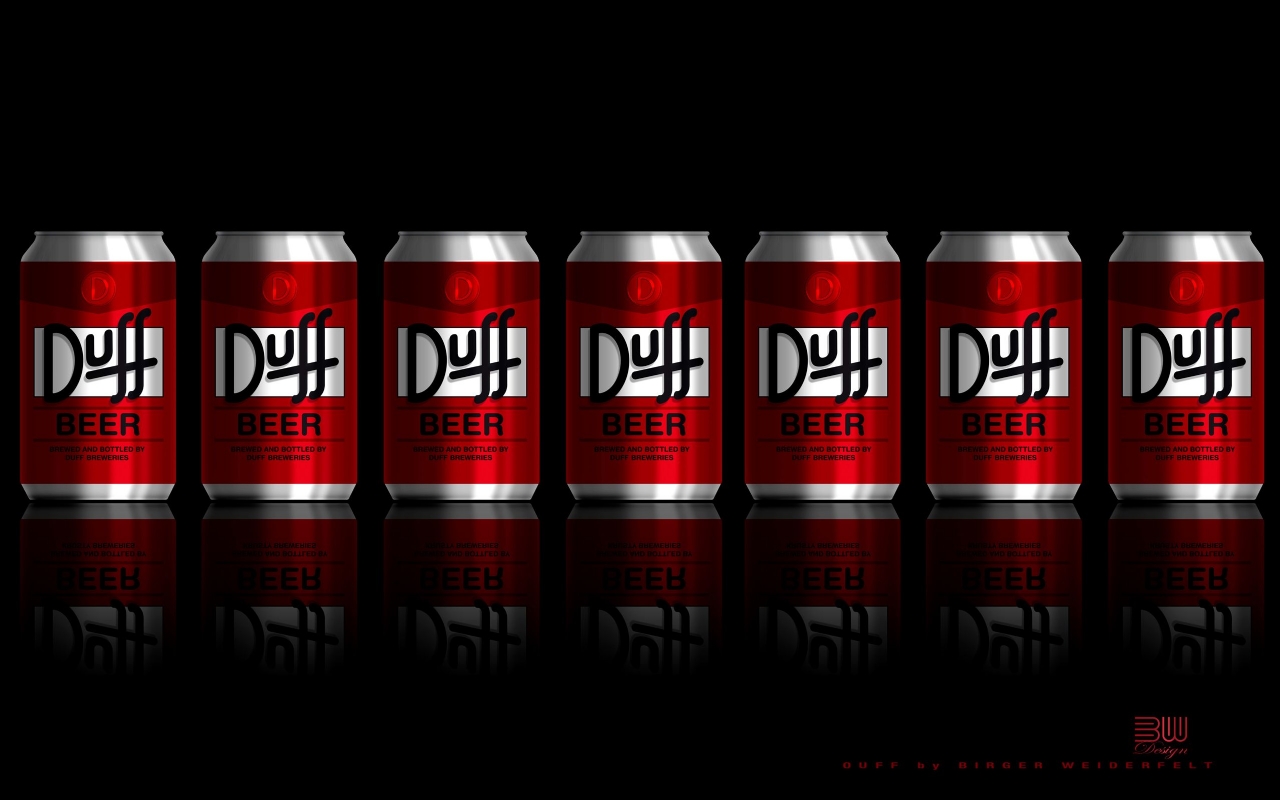 D D D D D D D
Duff Duff Duff Duff Duff Duff Duff
BEER BEER BEER BEER BEER BEER BEER
BREWED AND BOTTLED BY BREWED AND BOTTLED BY BREWED AND BOTTLED BY BREWED AND BOTTLED BY BREWED AND BOTTLED BY BREWED AND BOTTLED BY BREWED AND BOTTLED BY
DUFF BREWERIES DUFF BREWERIES DUFF BREWERIES DUFF BREWERIES DUFF BREWERIES DUFF BREWERIES DUFF BREWERIES
BW
Design
DUFF by BIRGER WEIDERFELT